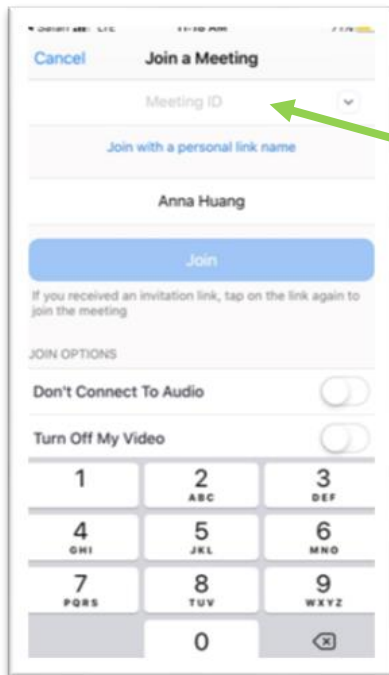 Cancel Join a Meeting
Meeting ID
Join with a personal link name
Anna Huang
Join
If you received an invitation link, tap on the link again to
join the meeting
JOIN OPTIONS
Don't Connect To Audio
Turn Off My Video
1 2 3
ABC DEF
4 5 6
GHI JKL MNO
7 8 9
PQRS TUV WXYZ
0